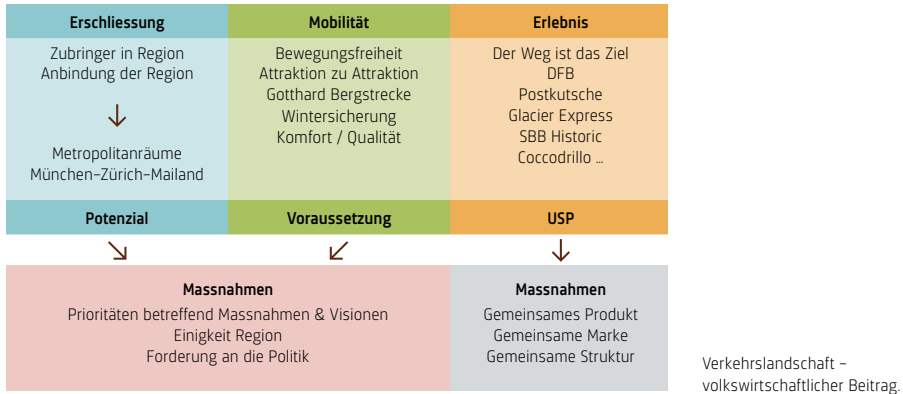 Erschliessung
Zubringer in Region
Anbindung der Region
Metropolitanräume
München–Zürich–Mailand
Potenzial
Mobilität
Bewegungsfreiheit
Attraktion zu Attraktion
Gotthard Bergstrecke
Wintersicherung
Komfort / Qualität
Voraussetzung
Erlebnis
Der Weg ist das Ziel
DFB
Postkutsche
Glacier Express
SBB Historic
Coccodrillo …
USP
Massnahmen
Prioritäten betreffend Massnahmen & Visionen
Einigkeit Region
Forderung an die Politik
Massnahmen
Gemeinsames Produkt
Gemeinsame Marke
Gemeinsame Struktur
Verkehrslandschaft –
volkswirtschaftlicher Beitrag.